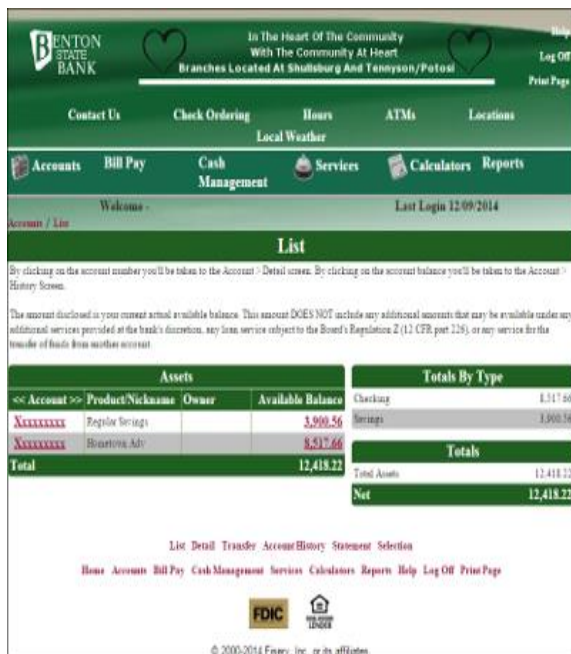 BENTON
STATE
BANK
In The Heart Of The Community
With The Community At Heart
Branches Located At Shullsburg And Tennyson/Potosi
Help
Log Off
Print Page
Contact Us Check Ordering Hours ATMs Locations
Local Weather
Accounts Bill Pay Cash Management Services Calculators Reports
Welcome - Last Login 12/09/2014
Account / List
List
By clicking on the account number you'll be taken to the Account > Detail screen. By clicking on the account balance you'll be taken to the Account >
History Screen.
The amount disclosed is your current actual available balance. This amount DOES NOT include any additional amounts that may be available under any
additional services provided at the bank's discretion, any loan service subject to the Board's Regulation Z (12 CFR part 226), or any service for the
transfer of funds from another account.
Assets
<< Account >> Product/Nickname Owner Available Balance
Xxxxxxxxx Regular Savings 3,900.56
Xxxxxxxxx Hometown Adv 8,517.66
Total 12,418.22
Totals By Type
Checking 8,517.66
Savings 3,900.56
Totals
Total Assets 12,418.22
Net 12,418.22
List Detail Transfer Account History Statement Selection
Home Accounts Bill Pay Cash Management Services Calculators Reports Help Log Off Print Page
FDIC
LENDER
© 2000-2014 Fiserv, Inc. or its affiliates.